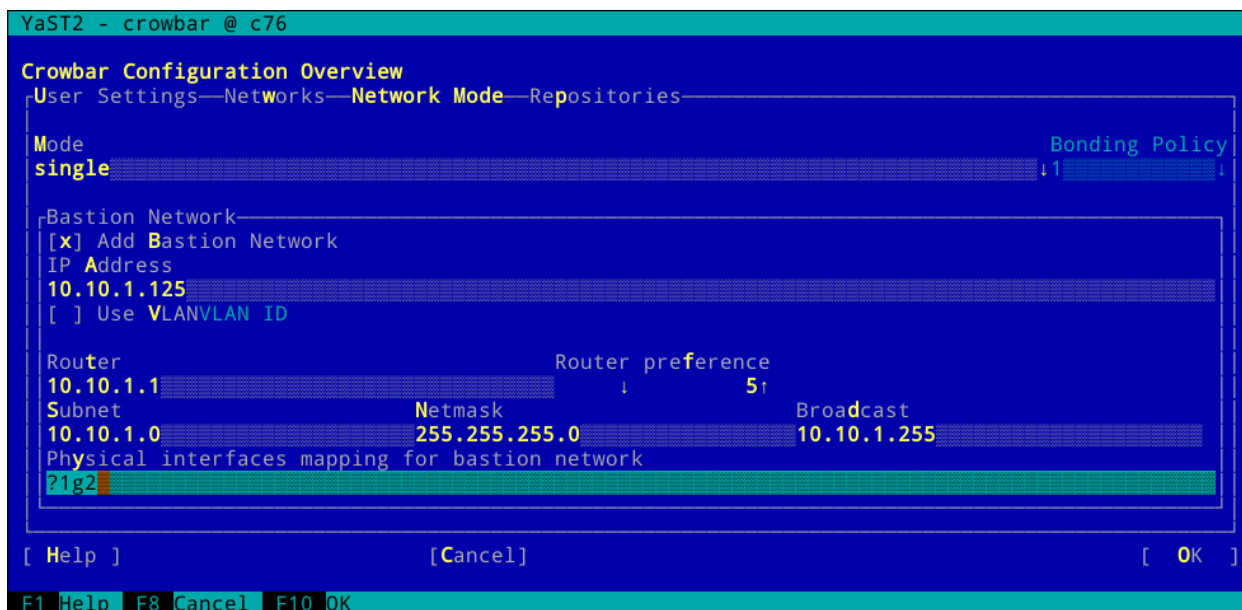 YaST2 - crowbar @ c76
Crowbar Configuration Overview
User Settings—Networks—Network Mode—Repositories
Mode Bonding Policy
single ↓1 ↓
Bastion Network
[x] Add Bastion Network
IP Address
10.10.1.125
[ ] Use VLANVLAN ID
Router Router preference
10.10.1.1 ↓ 5↑
Subnet Netmask Broadcast
10.10.1.0 255.255.255.0 10.10.1.255
Physical interfaces mapping for bastion network
?1g2
[ Help ] [Cancel] [ OK ]
F1 Help F8 Cancel F10 OK